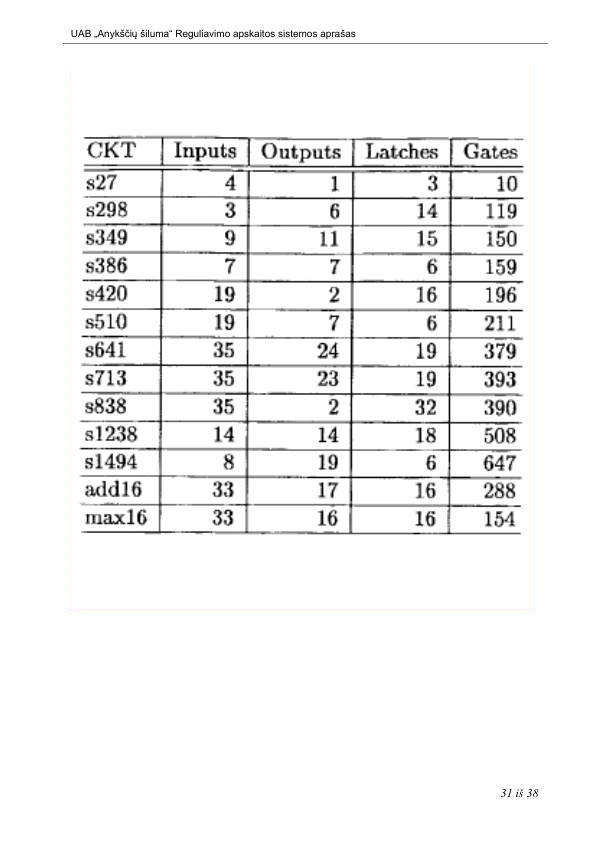 UAB „Anykščių šiluma“ Reguliavimo apskaitos sistemos aprašas
CKT Inputs Outputs Latches Gates
s27 4 1 3 10
s298 3 6 14 119
s349 9 11 15 150
s386 7 7 6 159
s420 19 2 16 196
s510 19 7 6 211
s641 35 24 19 379
s713 35 23 19 393
s838 35 2 32 390
s1238 14 14 18 508
s1494 8 19 6 647
add16 33 17 16 288
max16 33 16 16 154
31 iš 38